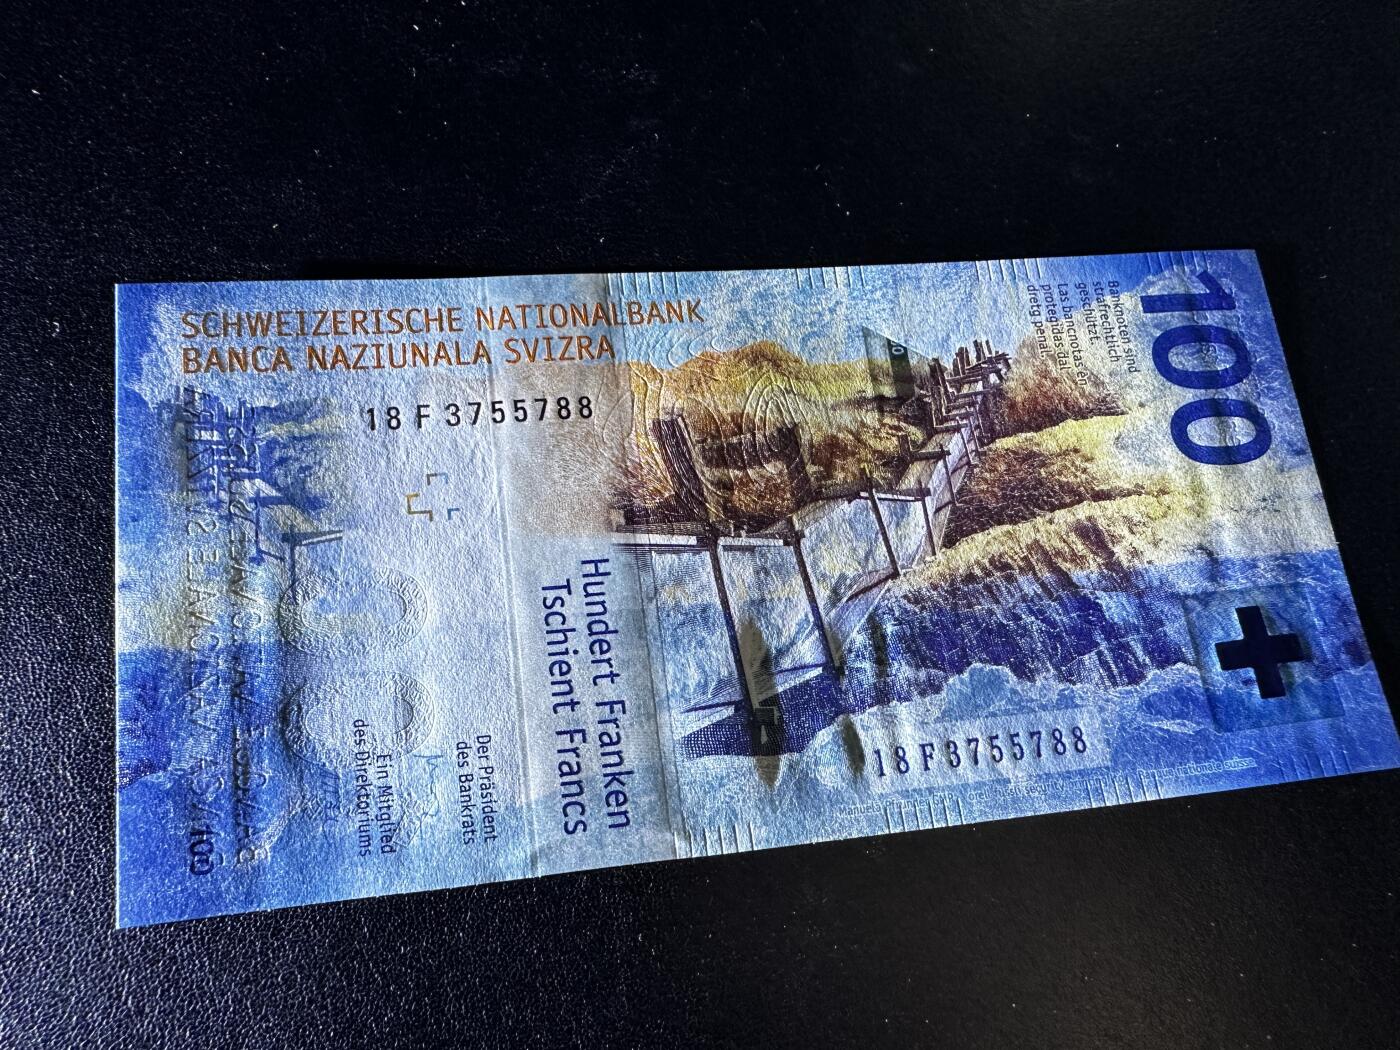 SCHWEIZERISCHE NATIONALBANK
BANCA NAZIUNALA SVIZRA
18 F 3755788
Hundert Franken
Tschient Francs
Der Präsident
des Bankrats
Ein Mitglied
des Direktoriums
100
Banknoten sind
strafrechtlich
geschützt.
Las bancnotas èn
protegidas dal
dretg penal.
100
18 F 3755788